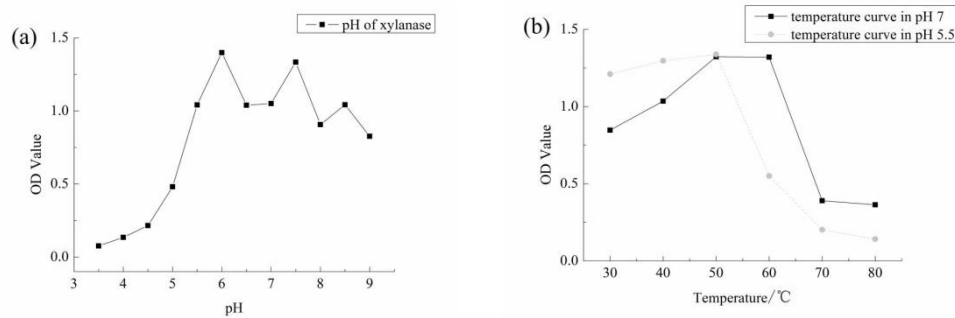 (a)
pH of xylanase
1.5
1.0
0.5
0.0
OD Value
3 4 5 6 7 8 9
pH
(b)
temperature curve in pH 7
temperature curve in pH 5.5
1.5
1.0
0.5
0.0
OD Value
30 40 50 60 70 80
Temperature/℃